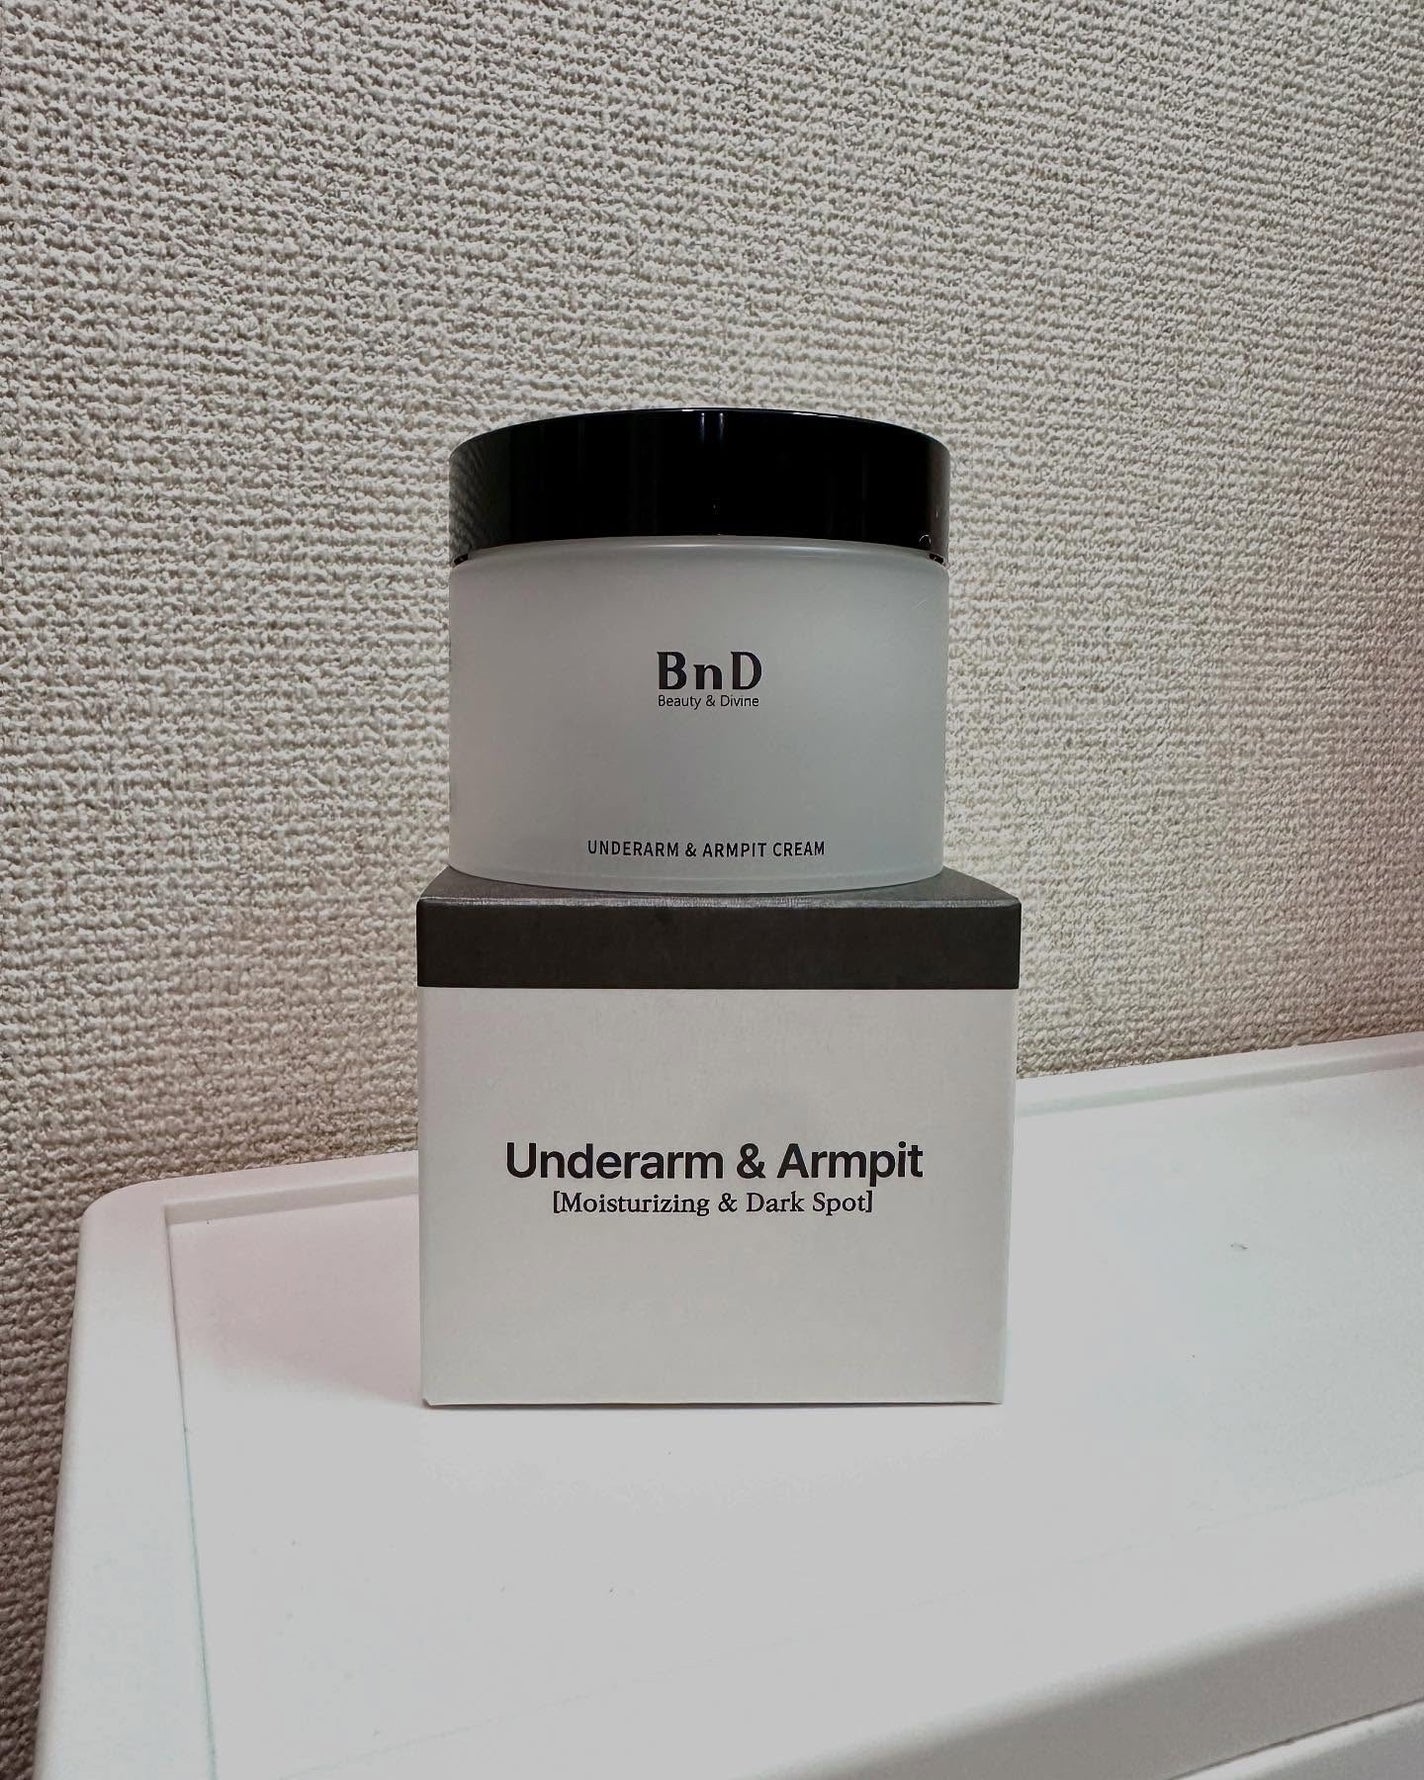 BnD
Beauty & Divine
UNDERARM & ARMPIT CREAM
Underarm & Armpit
[Moisturizing & Dark Spot]